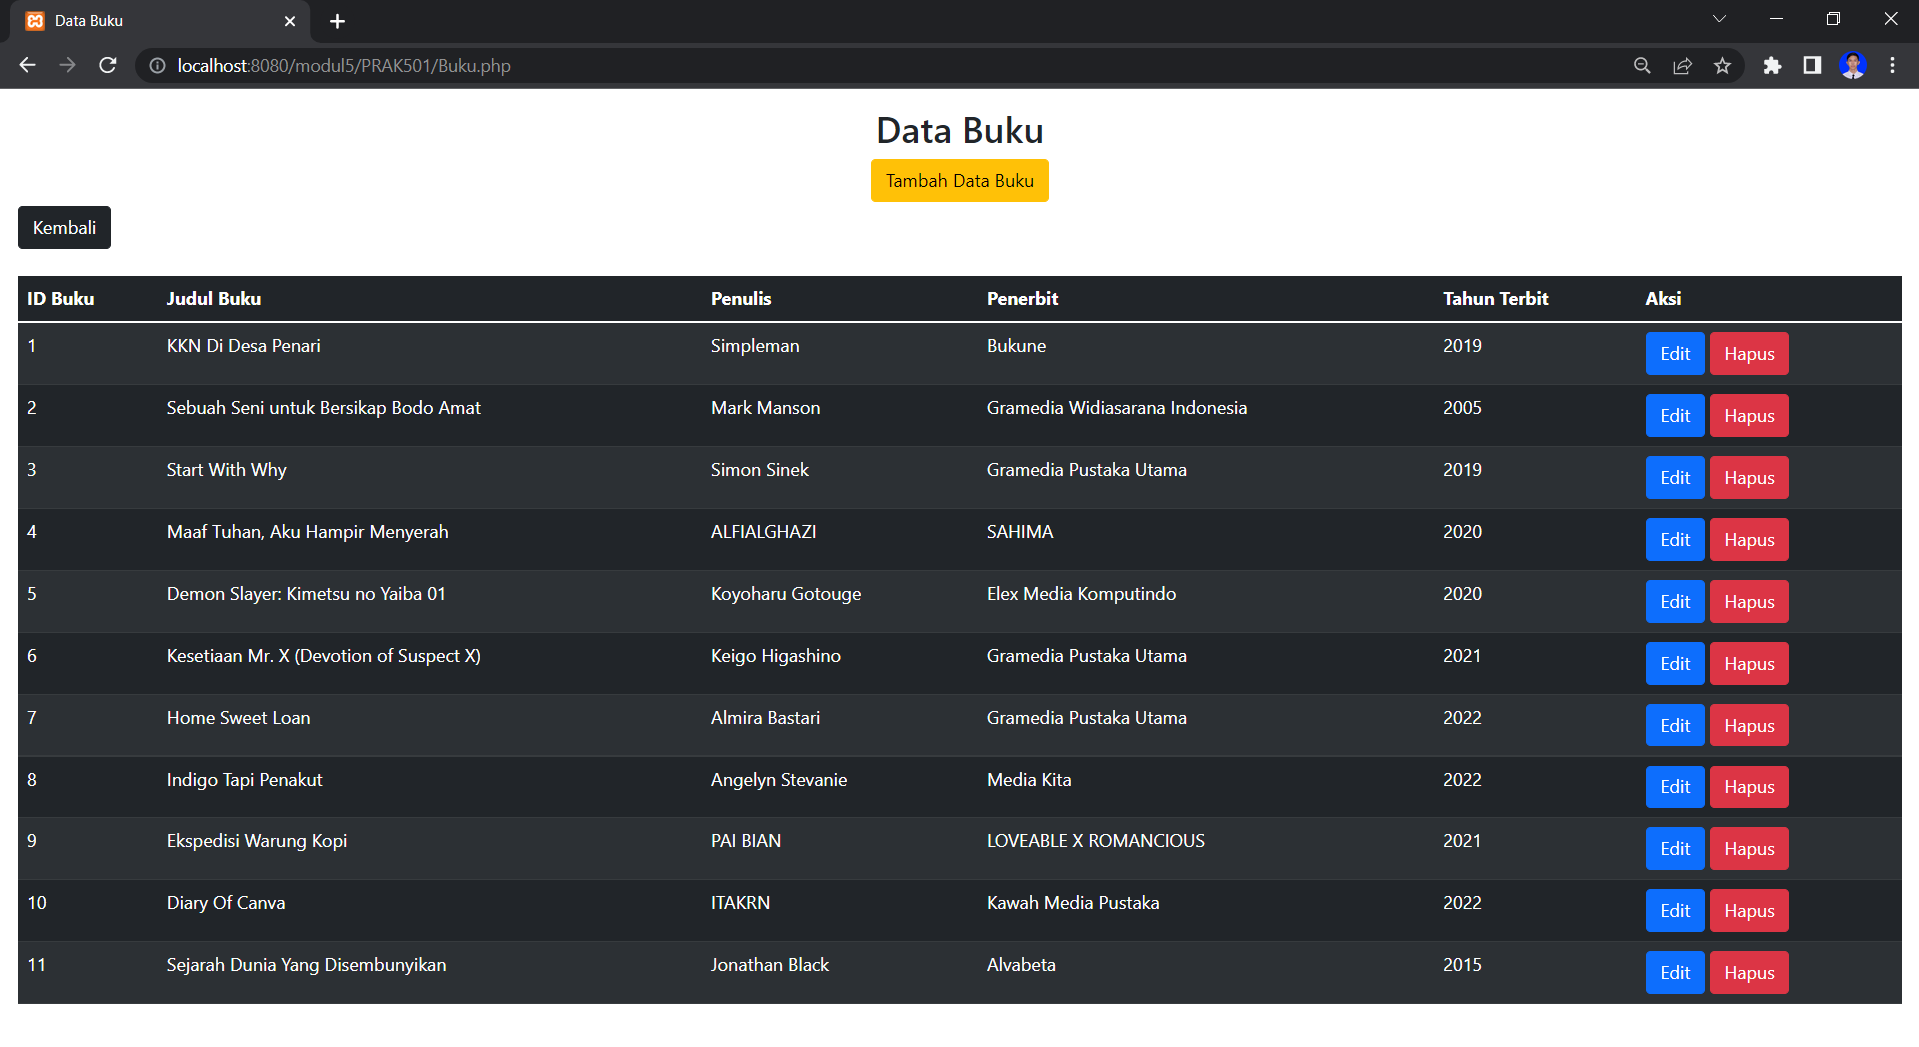 Data Buku
localhost:8080/modul5/PRAK501/Buku.php
Data Buku
Tambah Data Buku
Kembali
ID Buku Judul Buku Penulis Penerbit Tahun Terbit Aksi
1 KKN Di Desa Penari Simpleman Bukune 2019 Edit Hapus
2 Sebuah Seni untuk Bersikap Bodo Amat Mark Manson Gramedia Widiasarana Indonesia 2005 Edit Hapus
3 Start With Why Simon Sinek Gramedia Pustaka Utama 2019 Edit Hapus
4 Maaf Tuhan, Aku Hampir Menyerah ALFIALGHAZI SAHIMA 2020 Edit Hapus
5 Demon Slayer: Kimetsu no Yaiba 01 Koyoharu Gotouge Elex Media Komputindo 2020 Edit Hapus
6 Kesetiaan Mr. X (Devotion of Suspect X) Keigo Higashino Gramedia Pustaka Utama 2021 Edit Hapus
7 Home Sweet Loan Almira Bastari Gramedia Pustaka Utama 2022 Edit Hapus
8 Indigo Tapi Penakut Angelyn Stevanie Media Kita 2022 Edit Hapus
9 Ekspedisi Warung Kopi PAI BIAN LOVEABLE X ROMANCIOUS 2021 Edit Hapus
10 Diary Of Canva ITAKRN Kawah Media Pustaka 2022 Edit Hapus
11 Sejarah Dunia Yang Disembunyikan Jonathan Black Alvabeta 2015 Edit Hapus